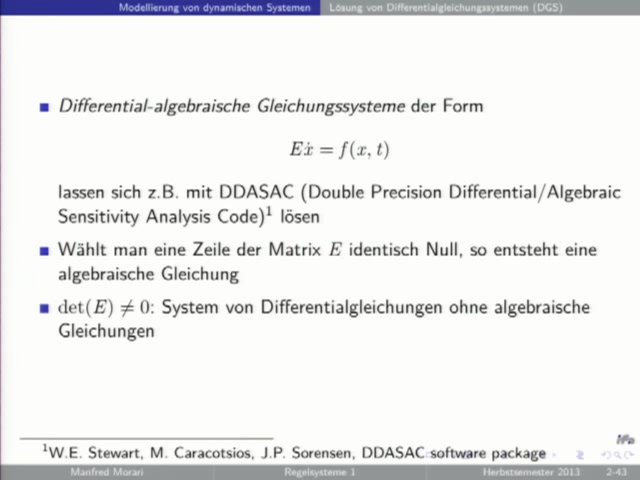 Modellierung von dynamischen Systemen Lösung von Differentialgleichungssystemen (DGS)
Differential-algebraische Gleichungssysteme der Form
Eẋ = f(x, t)
lassen sich z.B. mit DDASAC (Double Precision Differential/Algebraic
Sensitivity Analysis Code)¹ lösen
Wählt man eine Zeile der Matrix E identisch Null, so entsteht eine
algebraische Gleichung
det(E) ≠ 0: System von Differentialgleichungen ohne algebraische
Gleichungen
¹W.E. Stewart, M. Caracotsios, J.P. Sorensen, DDASAC software package
Manfred Morari Regelsysteme 1 Herbstsemester 2013 2-43